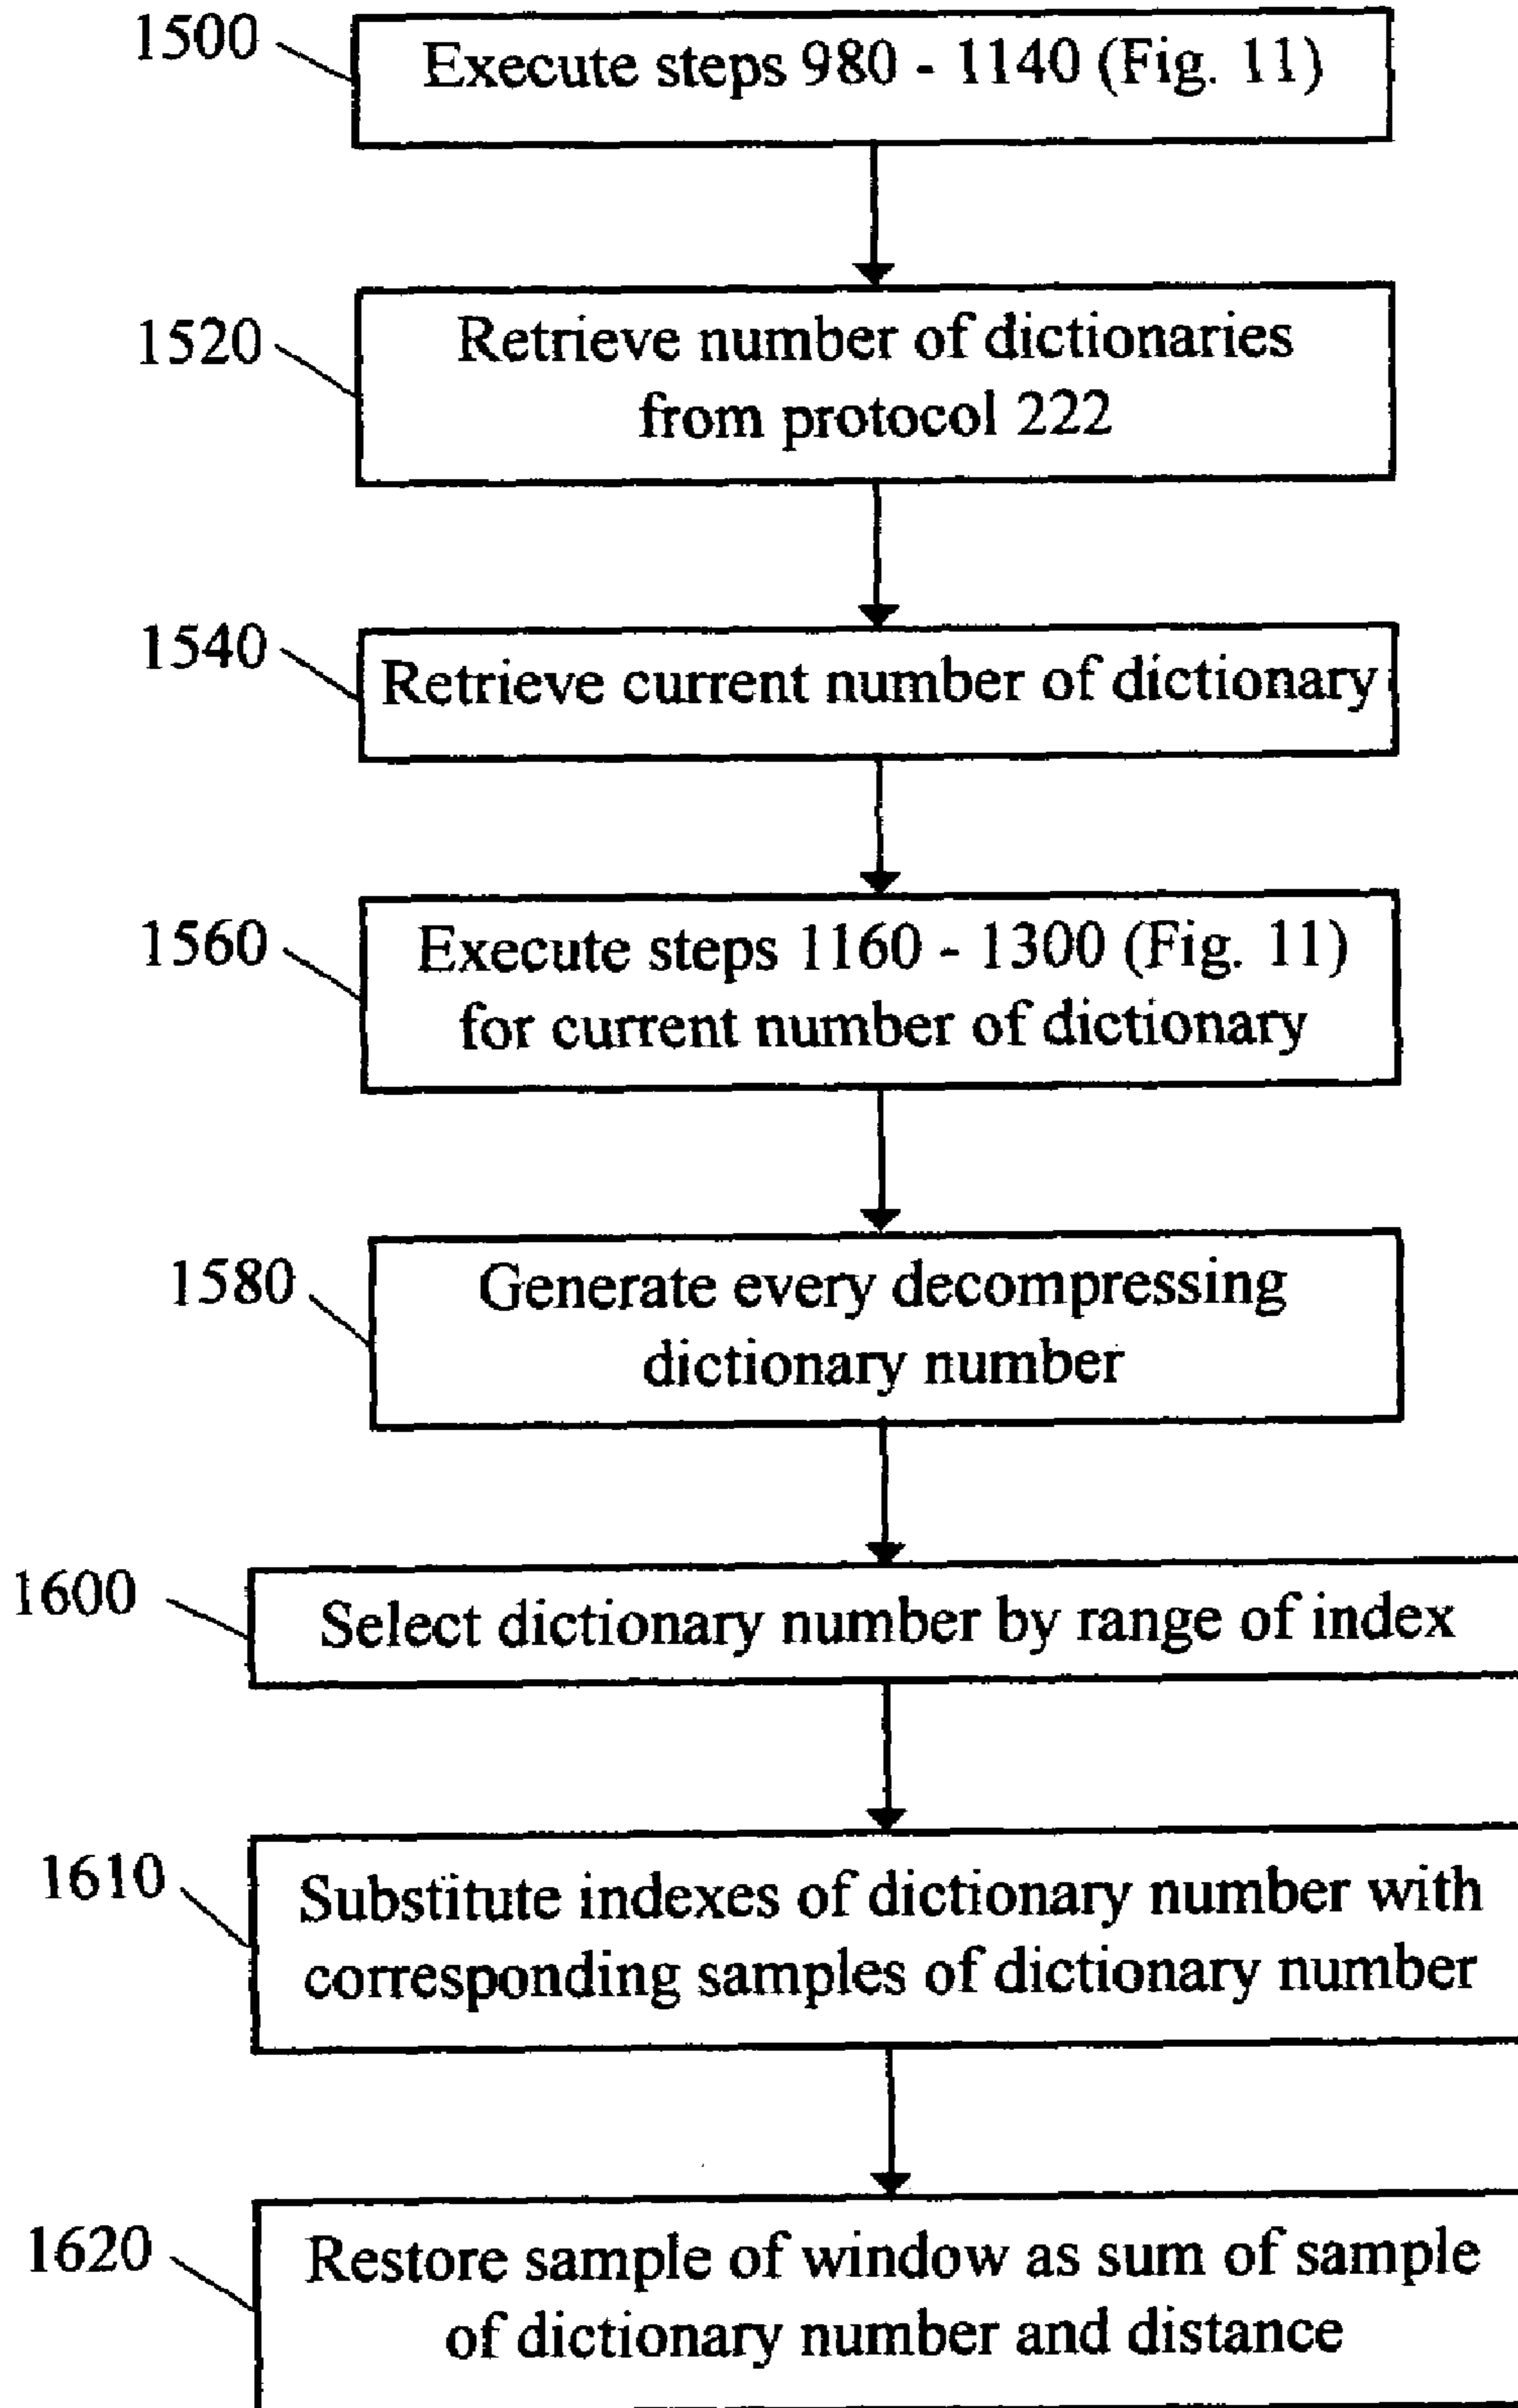 1500
Execute steps 980 - 1140 (Fig. 11)
1520
Retrieve number of dictionaries
from protocol 222
1540
Retrieve current number of dictionary
1560
Execute steps 1160 - 1300 (Fig. 11)
for current number of dictionary
1580
Generate every decompressing
dictionary number
1600
Select dictionary number by range of index
1610
Substitute indexes of dictionary number with
corresponding samples of dictionary number
1620
Restore sample of window as sum of sample
of dictionary number and distance